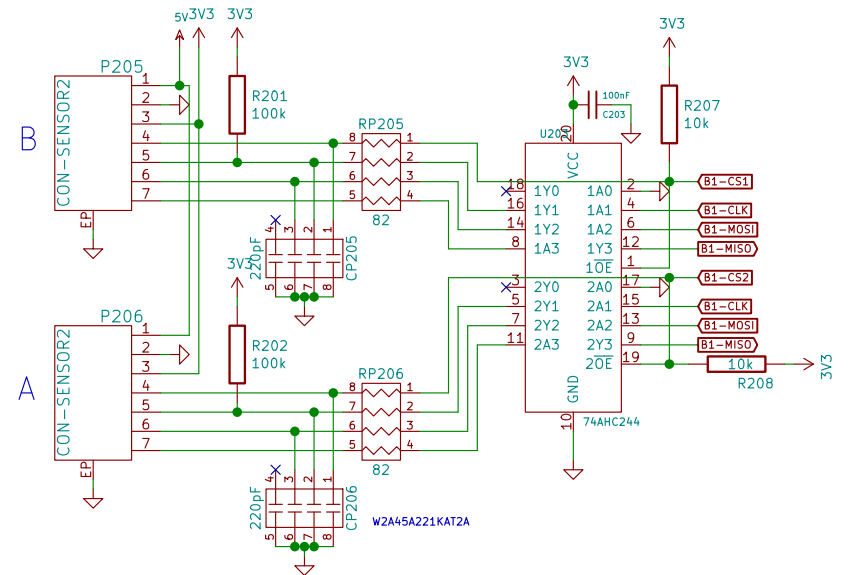 5V 3V3 3V3
3V3
3V3
P205
B
CON-SENSOR2
1
2
3
4
5
6
7
EP
R201
100k
RP205
8 1
7 2
6 3
5 4
82
4 3 2 1
220pF
CP205
5 6 7 8
3V3
P206
A
CON-SENSOR2
1
2
3
4
5
6
7
EP
R202
100k
RP206
8 1
7 2
6 3
5 4
82
4 3 2 1
220pF
CP206
5 6 7 8
W2A45A221KAT2A
100nF
C203
20
VCC
18 1Y0 1A0 2
16 1Y1 1A1 4
14 1Y2 1A2 6
8 1A3 1Y3 12
1OE 1
3 2Y0 2A0 17
5 2Y1 2A1 15
7 2Y2 2A2 13
11 2A3 2Y3 9
2OE 19
GND
10
74AHC244
R207
10k
B1-CS1
B1-CLK
B1-MOSI
B1-MISO
B1-CS2
B1-CLK
B1-MOSI
B1-MISO
10k
R208
3V3